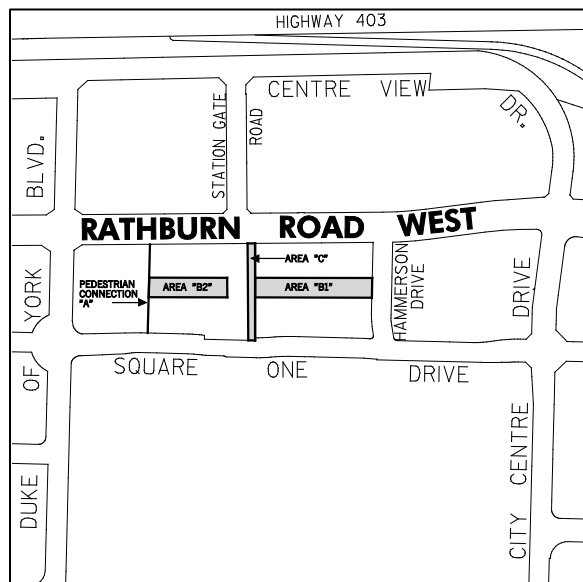 HIGHWAY 403
CENTRE VIEW
DR.
STATION GATE
ROAD
BLVD.
RATHBURN ROAD WEST
AREA "C"
PEDESTRIAN
CONNECTION
"A"
AREA "B2"
AREA "B1"
HAMMERSON
DRIVE
DRIVE
YORK
SQUARE ONE DRIVE
OF
CITY CENTRE
DUKE